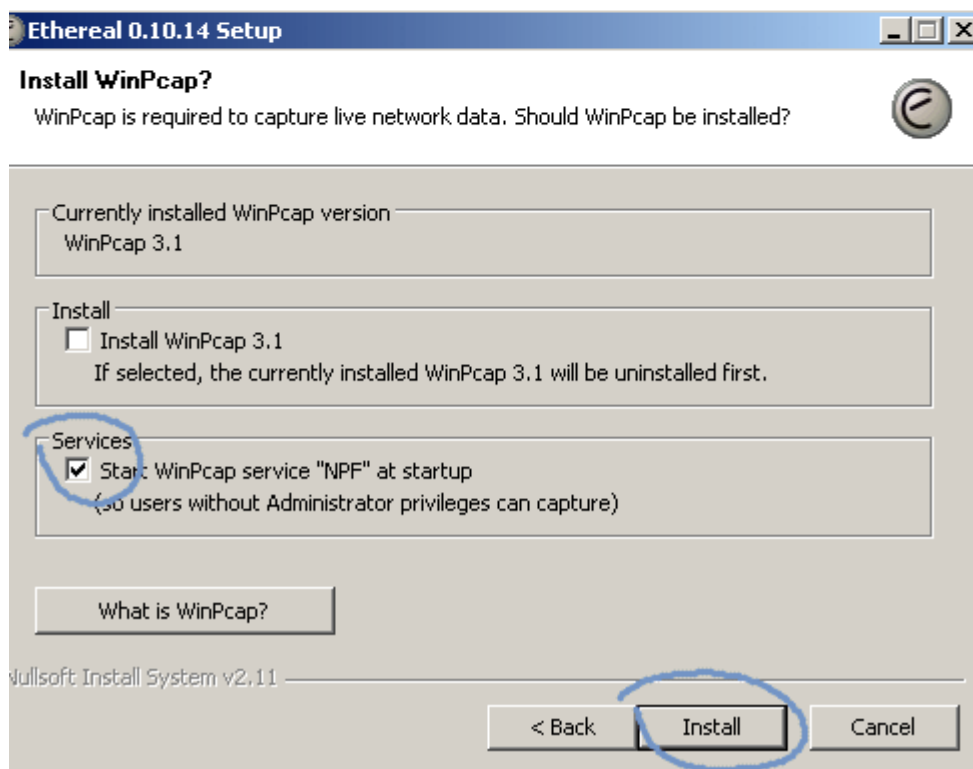 Ethereal 0.10.14 Setup
Install WinPcap?
WinPcap is required to capture live network data. Should WinPcap be installed?
Currently installed WinPcap version
WinPcap 3.1
Install
Install WinPcap 3.1
If selected, the currently installed WinPcap 3.1 will be uninstalled first.
Services
Start WinPcap service "NPF" at startup
(so users without Administrator privileges can capture)
What is WinPcap?
Nullsoft Install System v2.11
< Back
Install
Cancel